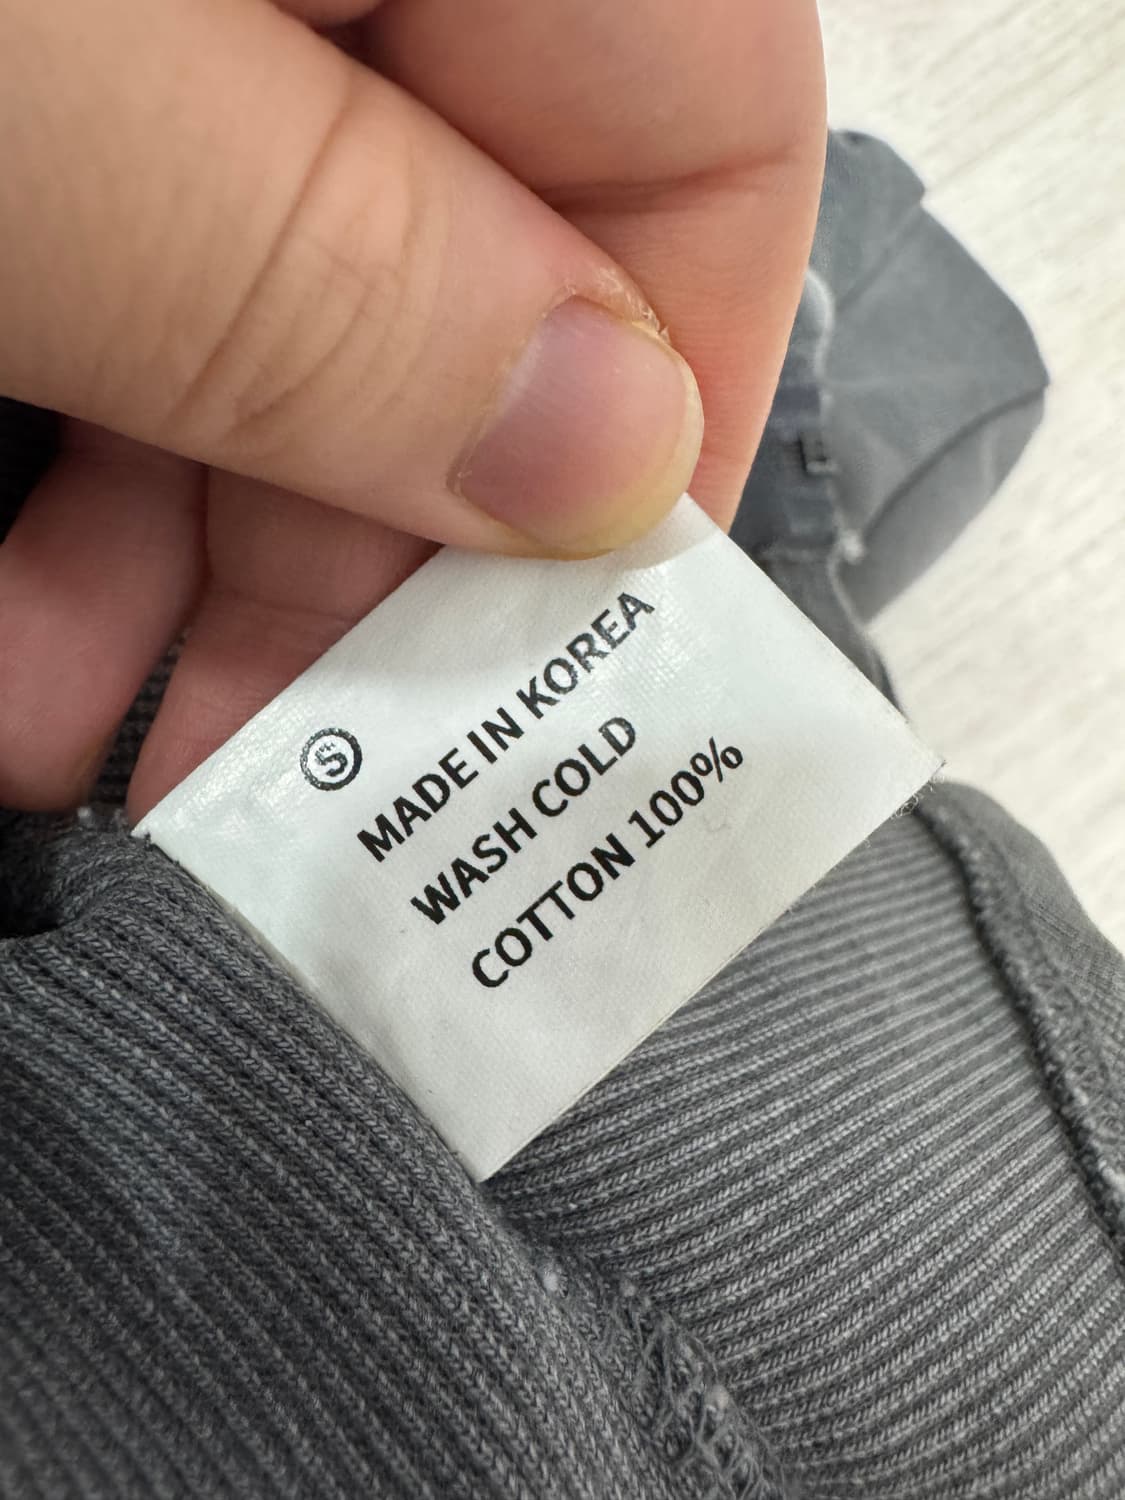 S
MADE IN KOREA
WASH COLD
COTTON 100%